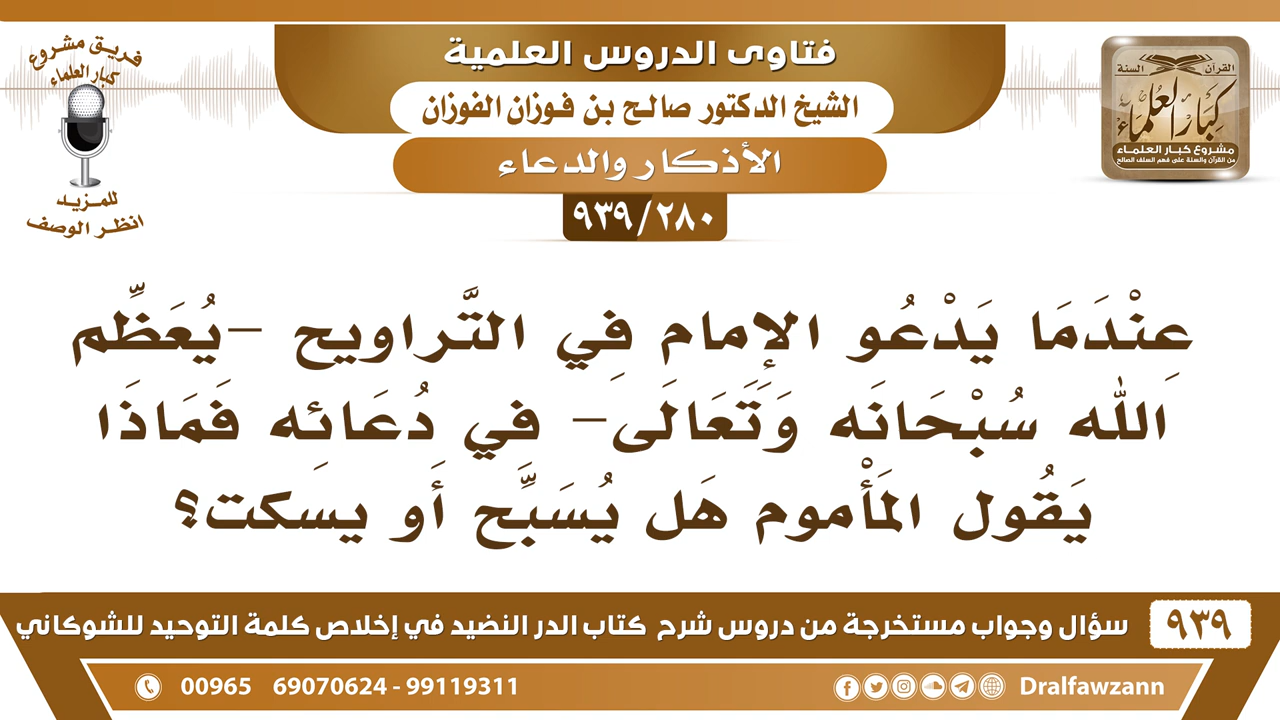 فتاوى الدروس العلمية
الشيخ الدكتور صالح بن فوزان الفوزان
الأذكار والدعاء
٩٣٩/٢٨٠
فريق مشروع
كبار العلماء
للمزيد
انظر الوصف
القرآن السنة
كبار العلماء
مشروع كبار العلماء
من القرآن والسنة على فهم السلف الصالح
عِنْدَمَا يَدْعُو الإمام فِي التَّراويح -يُعَظِّم
اللَّه سُبْحَانَه وَتَعَالَى- في دُعَائِه فَمَاذَا
يَقُول المَأْموم هَل يُسَبِّح أَو يسكت؟
٩٣٩
سؤال وجواب مستخرجة من دروس شرح كتاب الدر النضيد في إخلاص كلمة التوحيد للشوكاني
00965 69070624 - 99119311
Dralfawzann